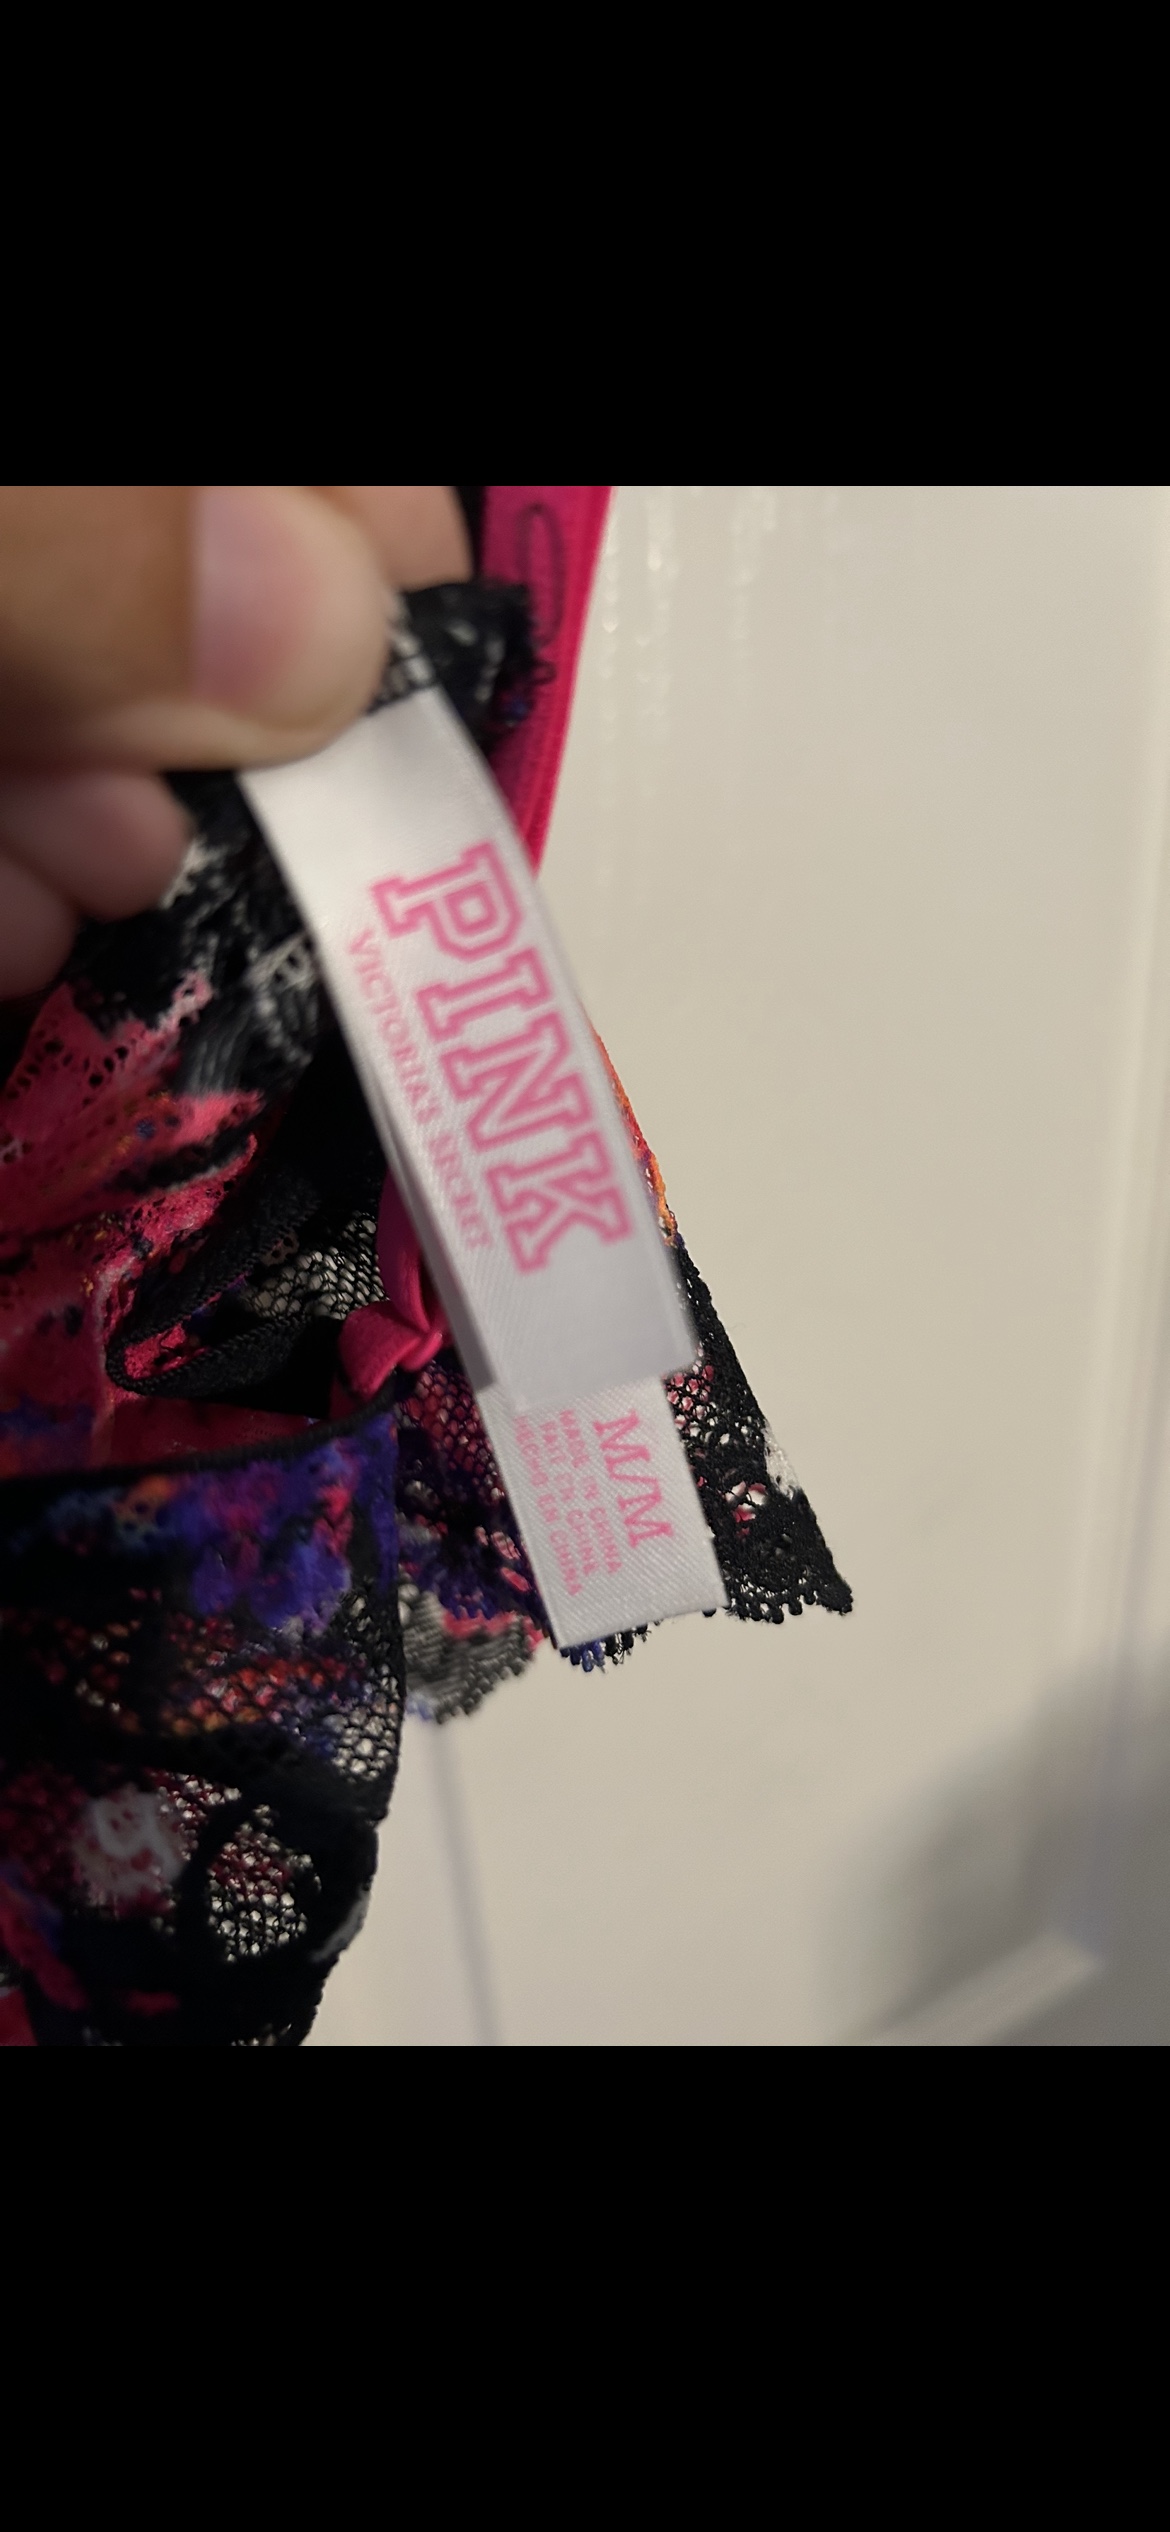 PINK
VICTORIA'S SECRET
M/M
MADE IN CHINA
FAIT EN CHINE
HECHO EN CHINA